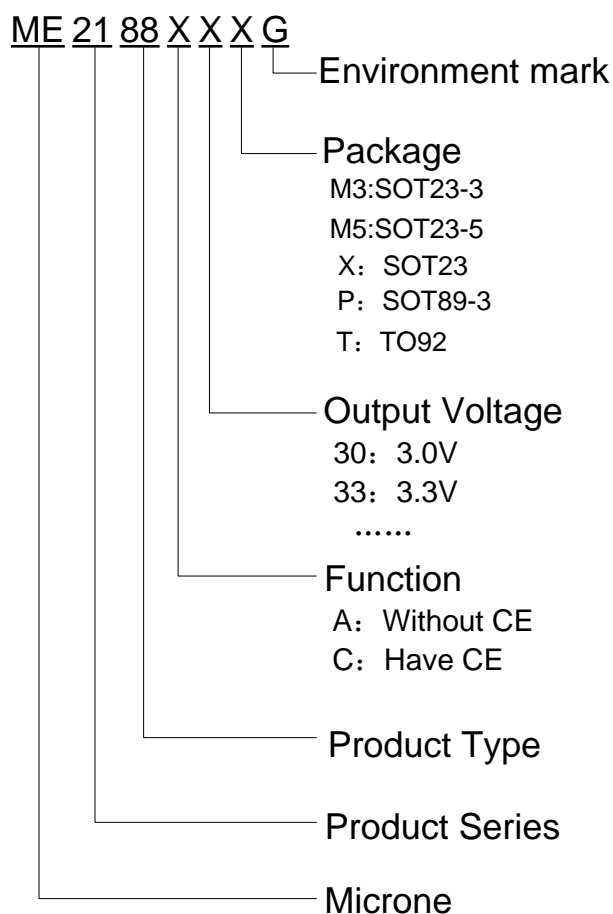 ME 21 88 X X X G
Environment mark
Package
M3:SOT23-3
M5:SOT23-5
X：SOT23
P：SOT89-3
T：TO92
Output Voltage
30：3.0V
33：3.3V
……
Function
A：Without CE
C：Have CE
Product Type
Product Series
Microne